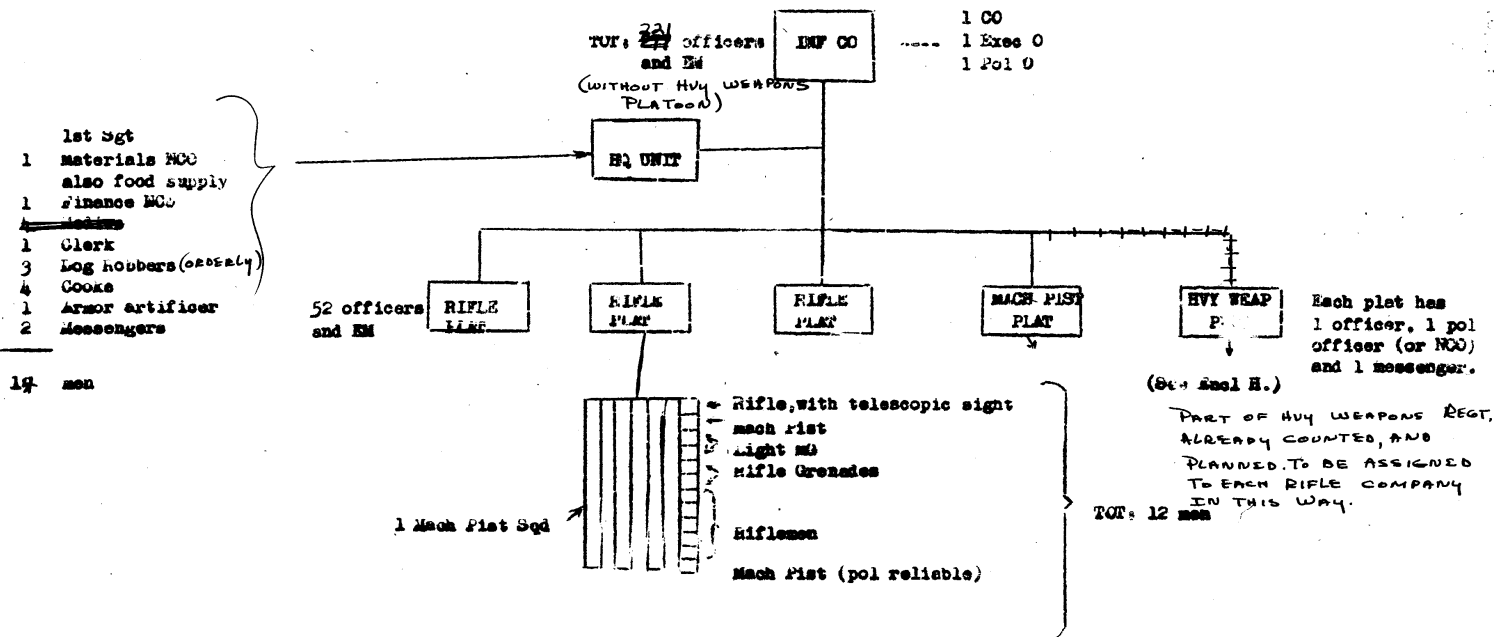 TOT: 221 officers
and EM
(WITHOUT HVY WEAPONS
PLATOON)
INF CO
1 CO
1 Exec O
1 Pol O
HQ UNIT
1st Sgt
1 Materials NCO
also food supply
1 Finance NCO
1 Clerk
3 Dog Robbers (ORDERLY)
4 Cooks
1 Armor artificer
2 Messengers
men
52 officers
and EM
RIFLE
RIFLE
PLAT
RIFLE
PLAT
MACH PIST
PLAT
HVY WEAP
Each plat has
1 officer, 1 pol
officer (or NCO)
and 1 messenger.
(See Encl H.)
PART OF HVY WEAPONS REGT,
ALREADY COUNTED, AND
PLANNED. TO BE ASSIGNED
TO EACH RIFLE COMPANY
IN THIS WAY.
Rifle, with telescopic sight
Mach Pist
Light MG
Rifle Grenades
1 Mach Pist Sqd
Riflemen
Mach Pist (pol reliable)
TOT: 12 men